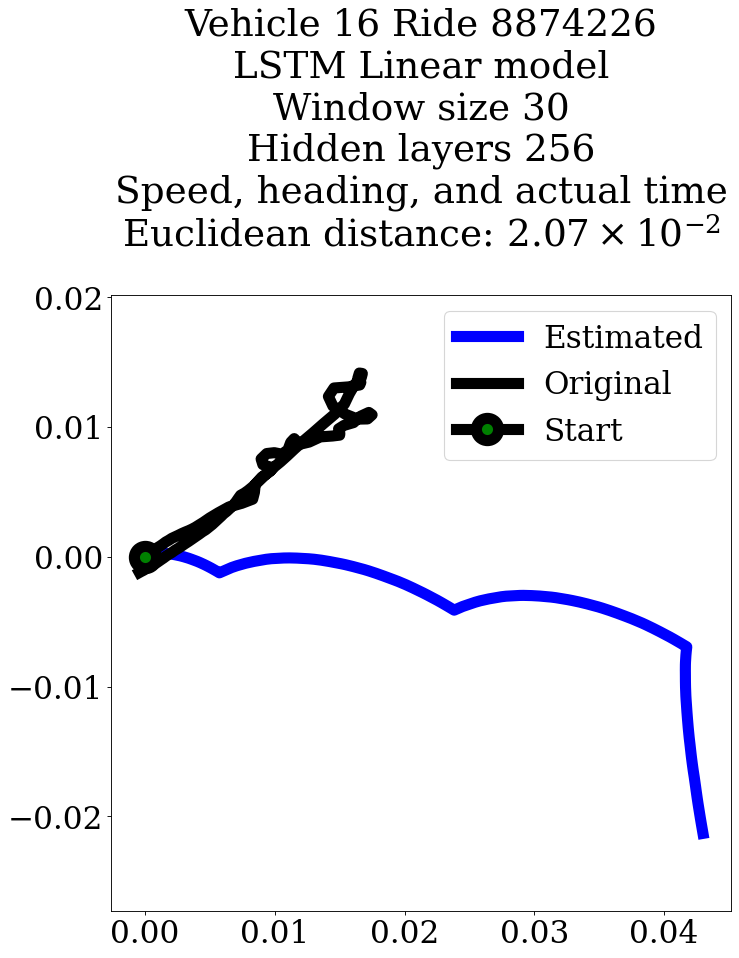 Vehicle 16 Ride 8874226
LSTM Linear model
Window size 30
Hidden layers 256
Speed, heading, and actual time
Euclidean distance: 2.07 × 10⁻²
0.02
0.01
0.00
−0.01
−0.02
Estimated
Original
Start
0.00 0.01 0.02 0.03 0.04